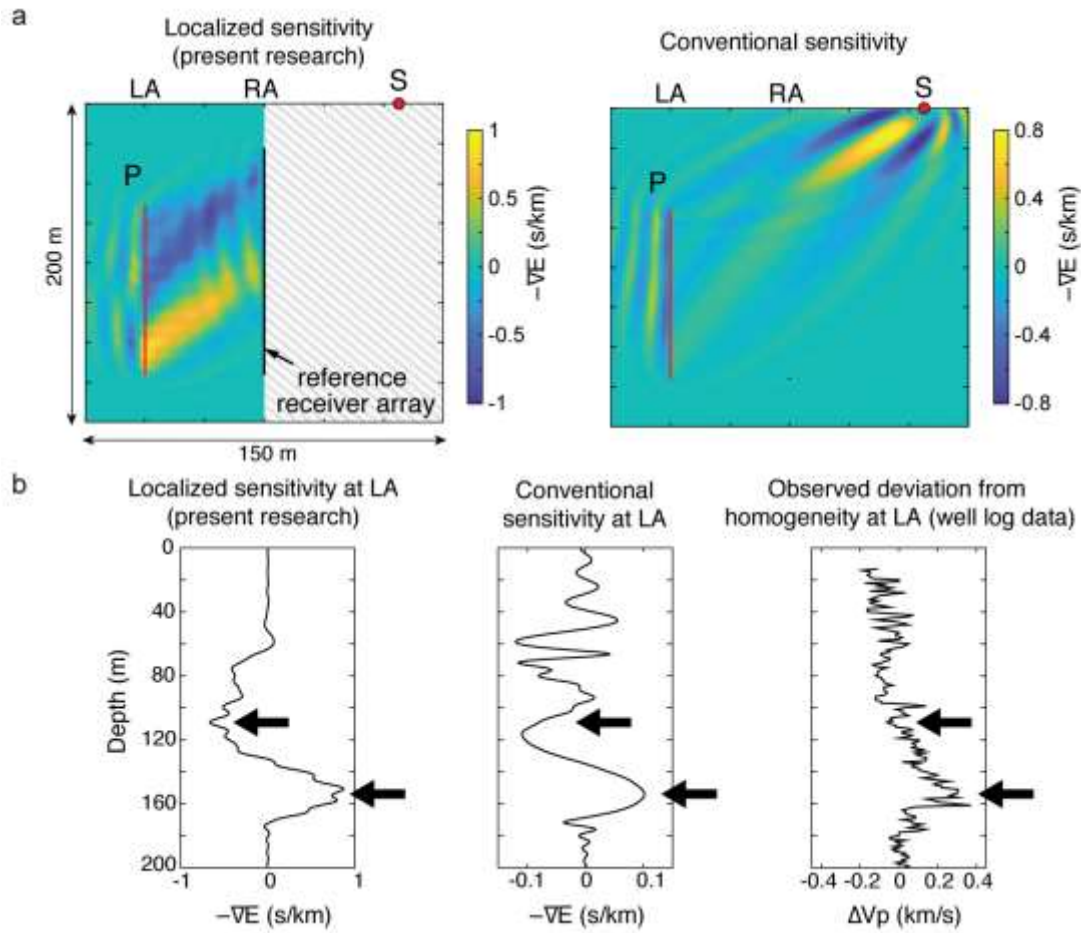 a
Localized sensitivity
(present research)
LA
RA
S
P
200 m
150 m
reference
receiver array
1
0.5
0
-0.5
-1
−∇E (s/km)
Conventional sensitivity
LA
RA
S
P
0.8
0.4
0
-0.4
-0.8
−∇E (s/km)
b
Localized sensitivity at LA
(present research)
0
40
80
120
160
200
Depth (m)
-1
0
1
−∇E (s/km)
Conventional
sensitivity at LA
-0.1
0
0.1
−∇E (s/km)
Observed deviation from
homogeneity at LA (well log data)
-0.4
-0.2
0
0.2
0.4
ΔVp (km/s)